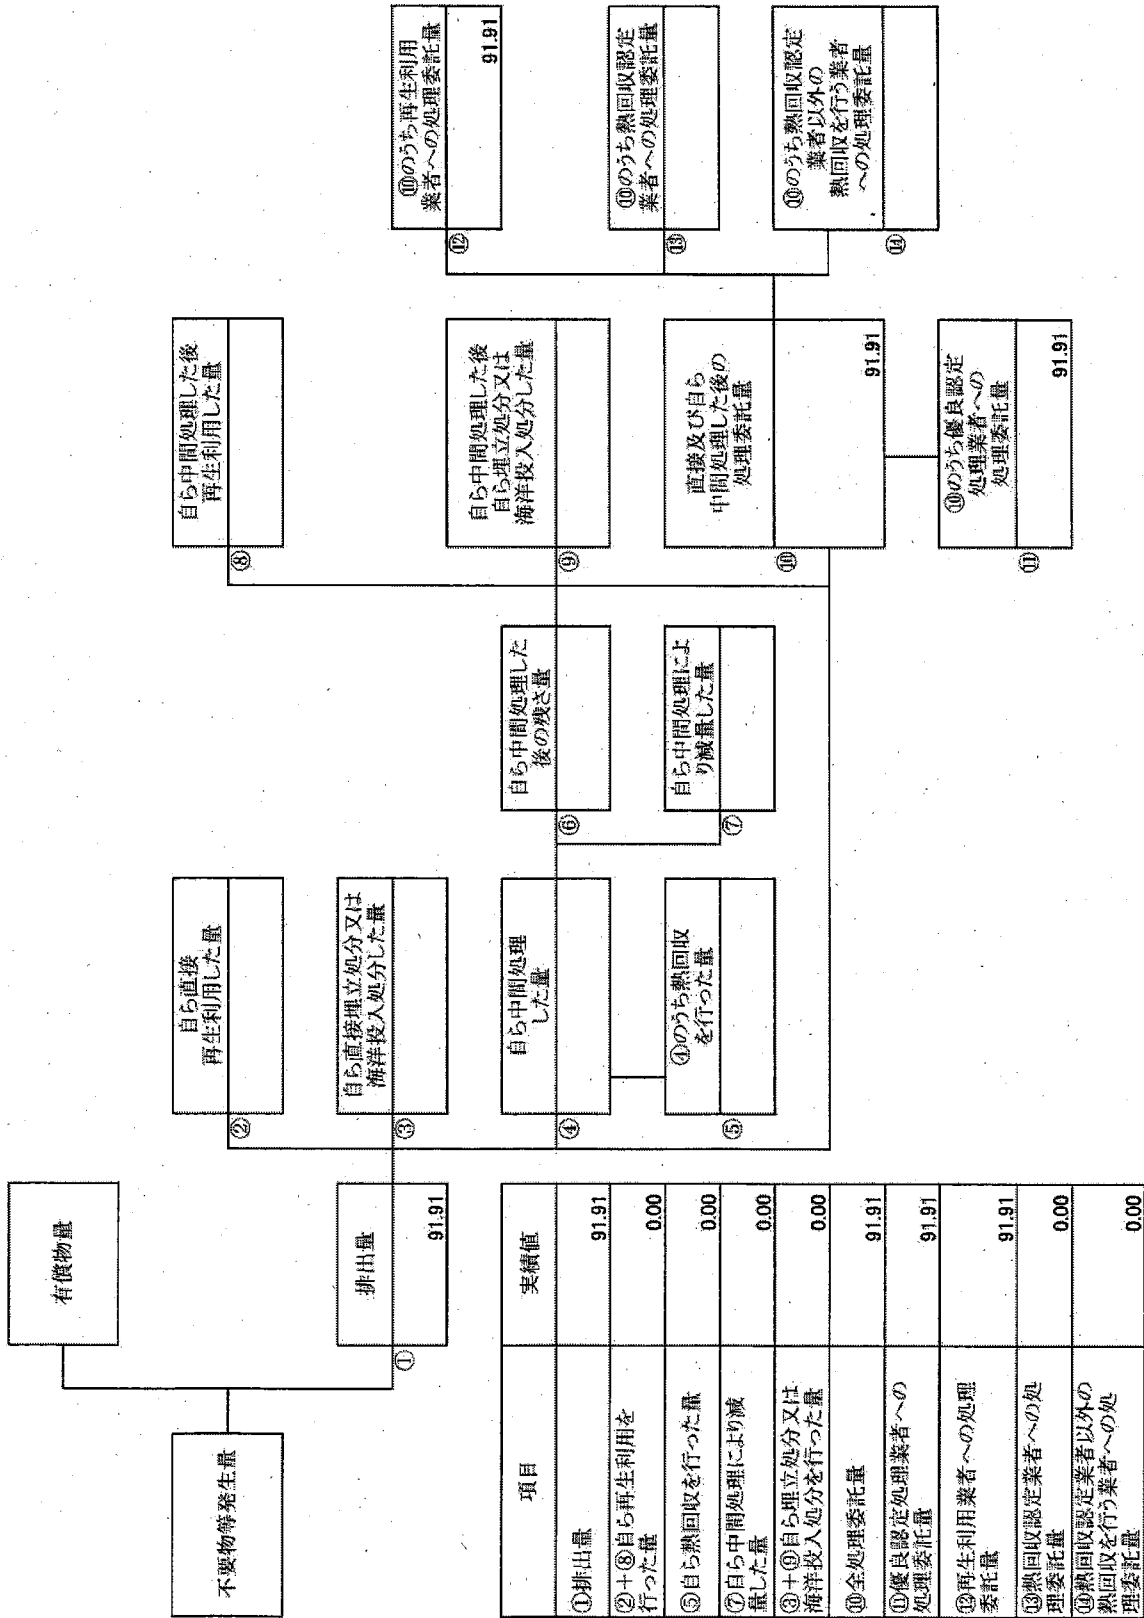 不要物等発生量
有償物量
排出量
①
91.91
自ら直接
再生利用した量
②
自ら直接埋立処分又は
海洋投入処分した量
③
自ら中間処理
した量
④
④のうち熱回収
を行った量
⑤
自ら中間処理した
後の残さ量
⑥
自ら中間処理によ
り減量した量
⑦
自ら中間処理した後
再生利用した量
⑧
自ら中間処理した後
自ら埋立処分又は
海洋投入処分した量
⑨
直接及び自ら
中間処理した後の
処理委託量
⑩
91.91
⑩のうち優良認定
処理業者への
処理委託量
⑪
91.91
⑩のうち再生利用
業者への処理委託量
⑫
91.91
⑩のうち熱回収認定
業者への処理委託量
⑬
⑩のうち熱回収認定
業者以外の
熱回収を行う業者
への処理委託量
⑭
項目 実績値
①排出量 91.91
②+⑧自ら再生利用を
行った量 0.00
⑤自ら熱回収を行った量 0.00
⑦自ら中間処理により減
量した量 0.00
③+⑨自ら埋立処分又は
海洋投入処分を行った量 0.00
⑩全処理委託量 91.91
⑪優良認定処理業者への
処理委託量 91.91
⑫再生利用業者への処理
委託量 91.91
⑬熱回収認定業者への処
理委託量 0.00
⑭熱回収認定業者以外の
熱回収を行う業者への処
理委託量 0.00